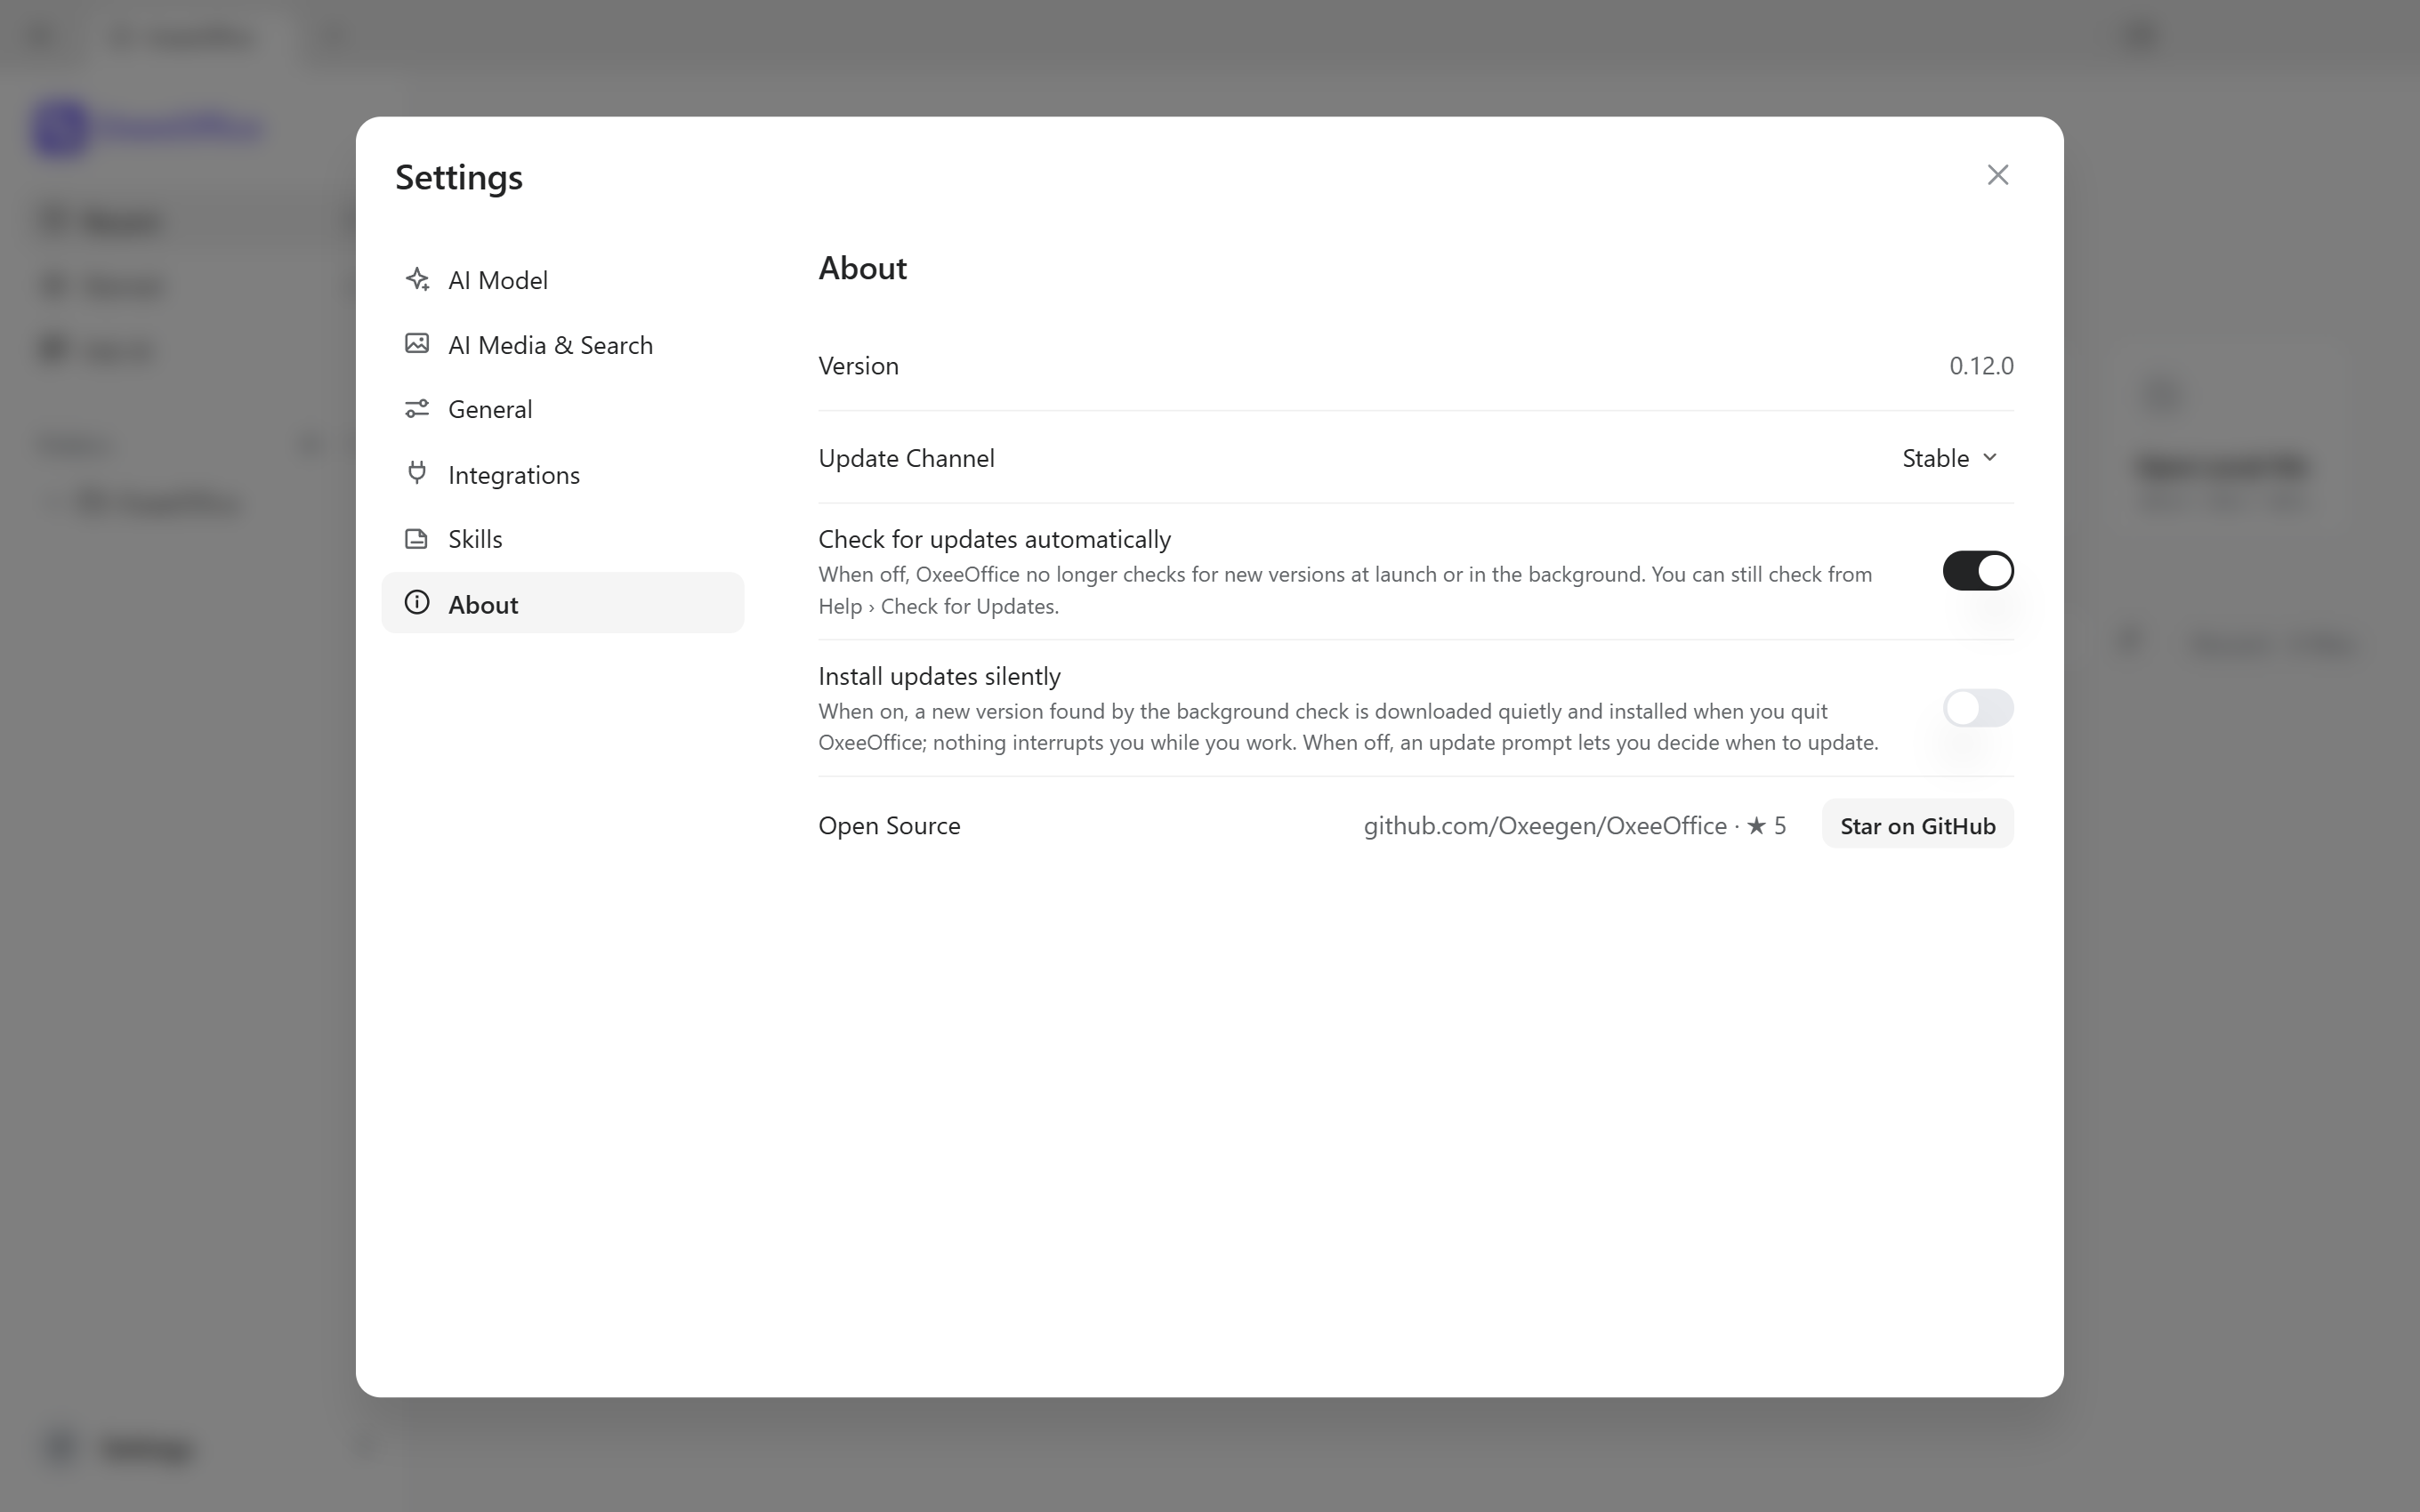 Settings
AI Model
AI Media & Search
General
Integrations
Skills
About
About
Version
0.12.0
Update Channel
Stable
Check for updates automatically
When off, OxeeOffice no longer checks for new versions at launch or in the background. You can still check from
Help › Check for Updates.
Install updates silently
When on, a new version found by the background check is downloaded quietly and installed when you quit
OxeeOffice; nothing interrupts you while you work. When off, an update prompt lets you decide when to update.
Open Source
github.com/Oxeegen/OxeeOffice · ★ 5
Star on GitHub
Settings